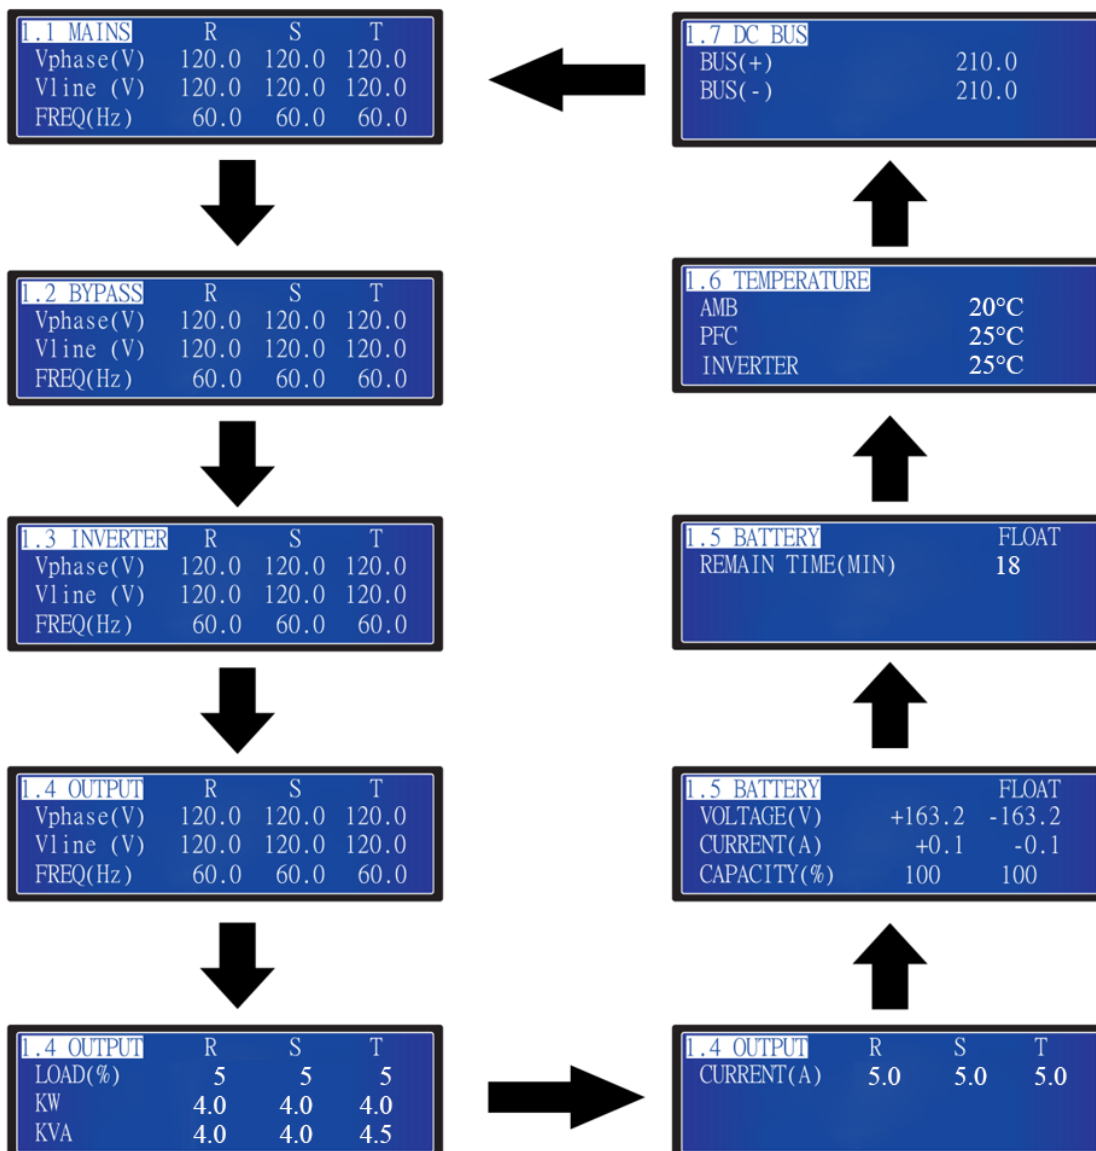 1.1 MAINS R S T
Vphase(V) 120.0 120.0 120.0
Vline (V) 120.0 120.0 120.0
FREQ(Hz) 60.0 60.0 60.0
1.2 BYPASS R S T
Vphase(V) 120.0 120.0 120.0
Vline (V) 120.0 120.0 120.0
FREQ(Hz) 60.0 60.0 60.0
1.3 INVERTER R S T
Vphase(V) 120.0 120.0 120.0
Vline (V) 120.0 120.0 120.0
FREQ(Hz) 60.0 60.0 60.0
1.4 OUTPUT R S T
Vphase(V) 120.0 120.0 120.0
Vline (V) 120.0 120.0 120.0
FREQ(Hz) 60.0 60.0 60.0
1.4 OUTPUT R S T
LOAD(%) 5 5 5
KW 4.0 4.0 4.0
KVA 4.0 4.0 4.5
1.4 OUTPUT R S T
CURRENT(A) 5.0 5.0 5.0
1.5 BATTERY FLOAT
VOLTAGE(V) +163.2 -163.2
CURRENT(A) +0.1 -0.1
CAPACITY(%) 100 100
1.5 BATTERY FLOAT
REMAIN TIME(MIN) 18
1.6 TEMPERATURE
AMB 20°C
PFC 25°C
INVERTER 25°C
1.7 DC BUS
BUS(+) 210.0
BUS(-) 210.0